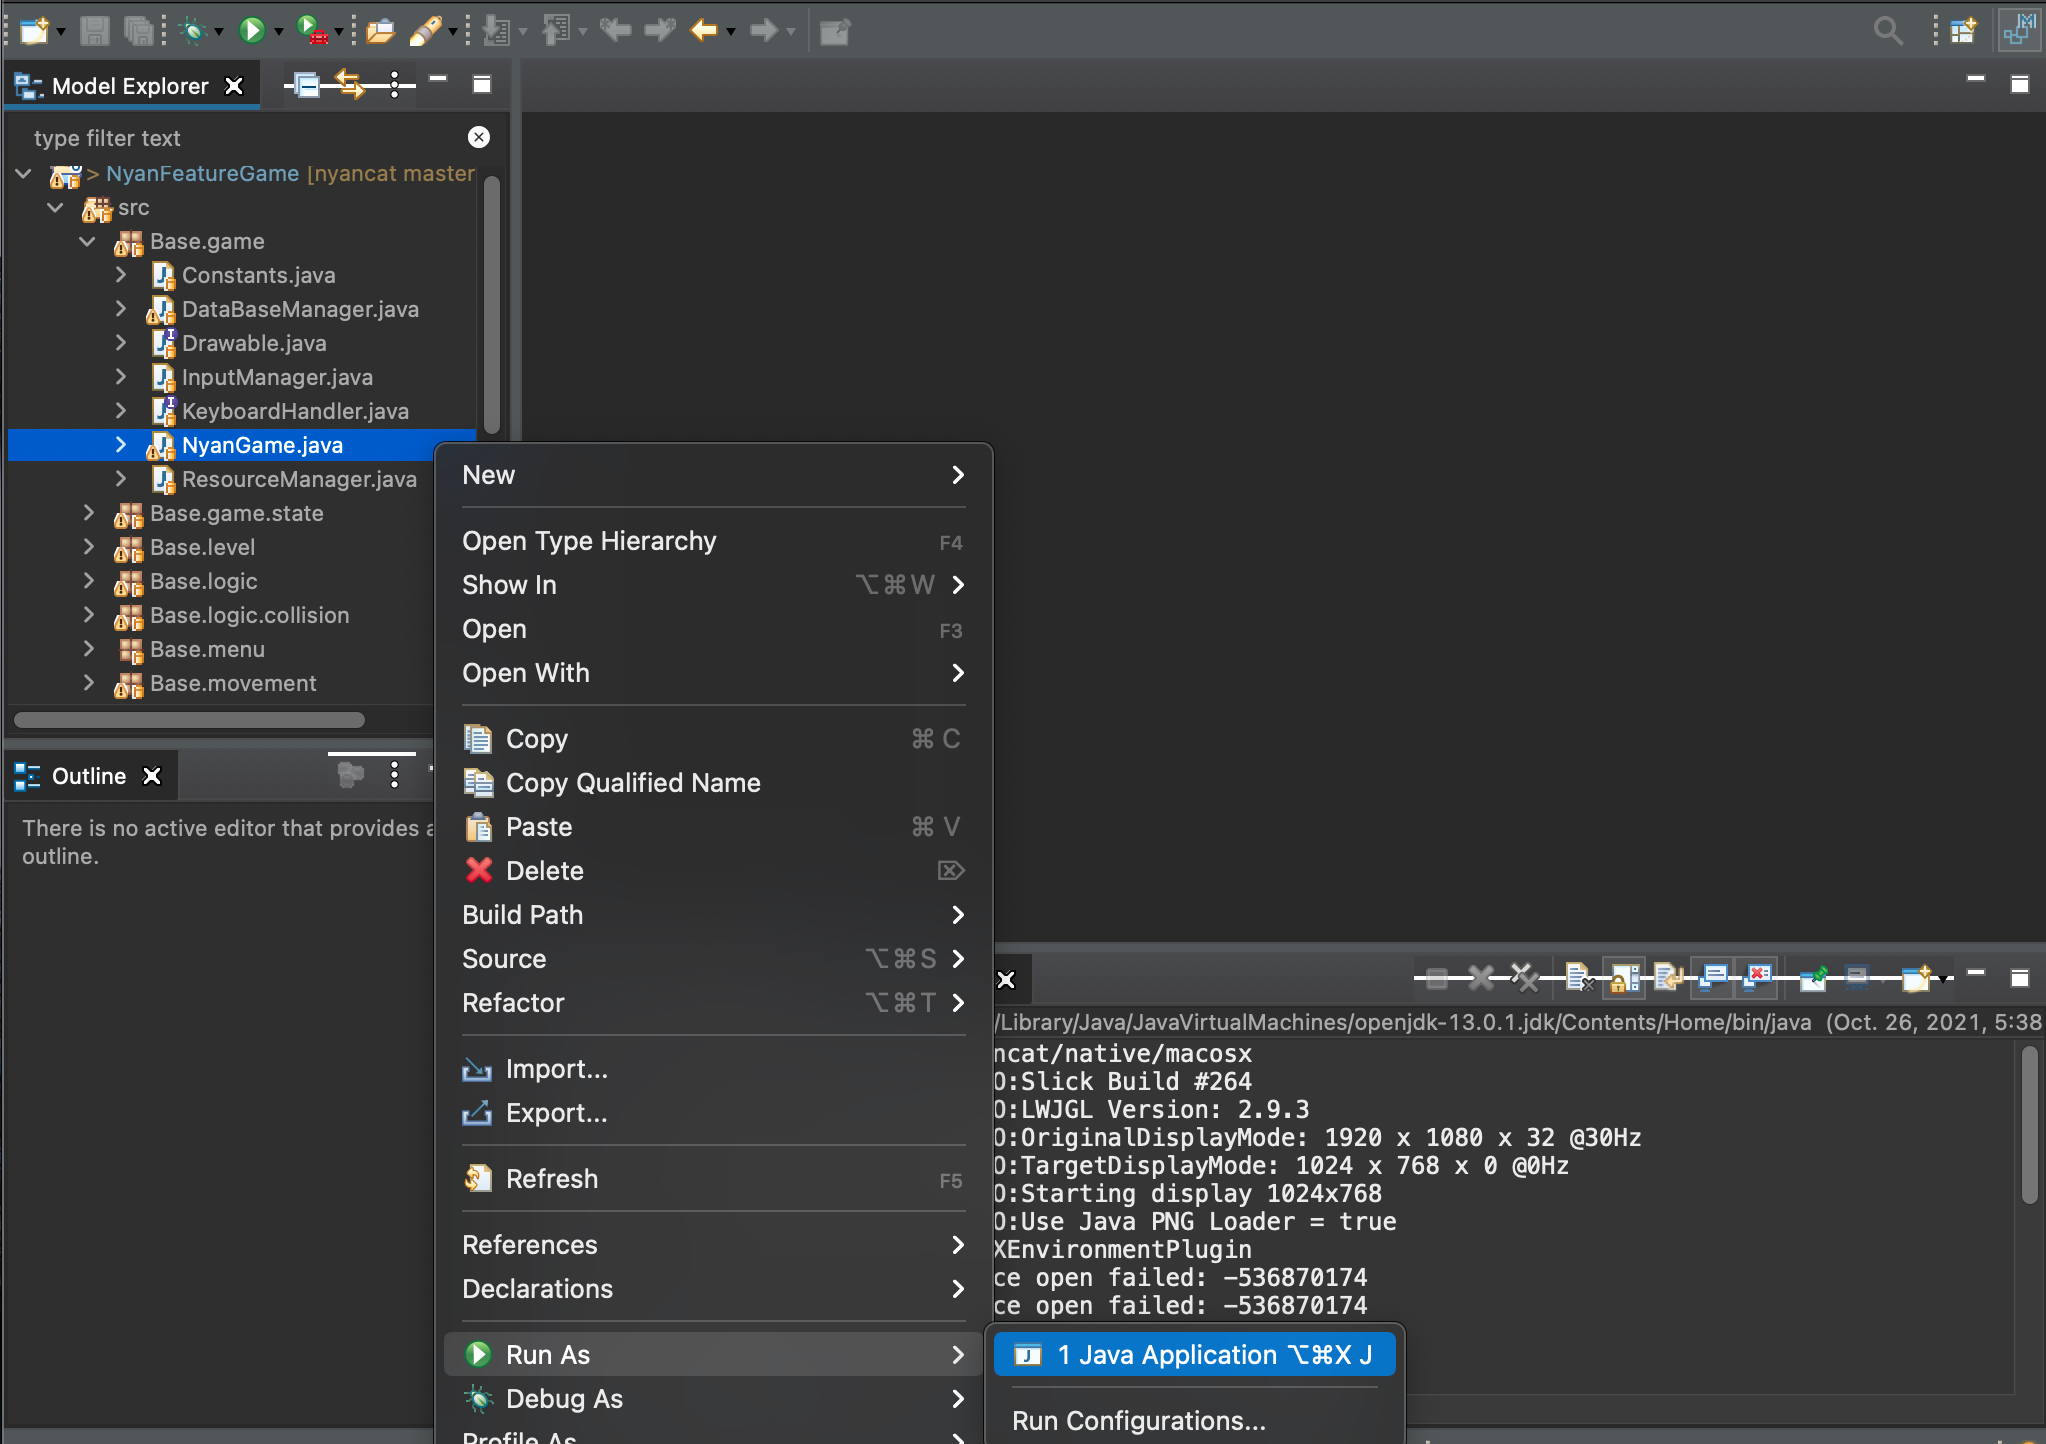 Model Explorer
type filter text
> NyanFeatureGame [nyancat master
src
Base.game
Constants.java
DataBaseManager.java
Drawable.java
InputManager.java
KeyboardHandler.java
NyanGame.java
ResourceManager.java
Base.game.state
Base.level
Base.logic
Base.logic.collision
Base.menu
Base.movement
Outline
There is no active editor that provides a
outline.
New
Open Type Hierarchy F4
Show In ⌥⌘W
Open F3
Open With
Copy ⌘ C
Copy Qualified Name
Paste ⌘ V
Delete ⌦
Build Path
Source ⌥⌘S
Refactor ⌥⌘T
Import...
Export...
Refresh F5
References
Declarations
Run As
Debug As
Profile As
1 Java Application ⌥⌘X J
Run Configurations...
/Library/Java/JavaVirtualMachines/openjdk-13.0.1.jdk/Contents/Home/bin/java (Oct. 26, 2021, 5:38
ncat/native/macosx
O:Slick Build #264
O:LWJGL Version: 2.9.3
O:OriginalDisplayMode: 1920 x 1080 x 32 @30Hz
O:TargetDisplayMode: 1024 x 768 x 0 @0Hz
O:Starting display 1024x768
O:Use Java PNG Loader = true
XEnvironmentPlugin
ce open failed: -536870174
ce open failed: -536870174